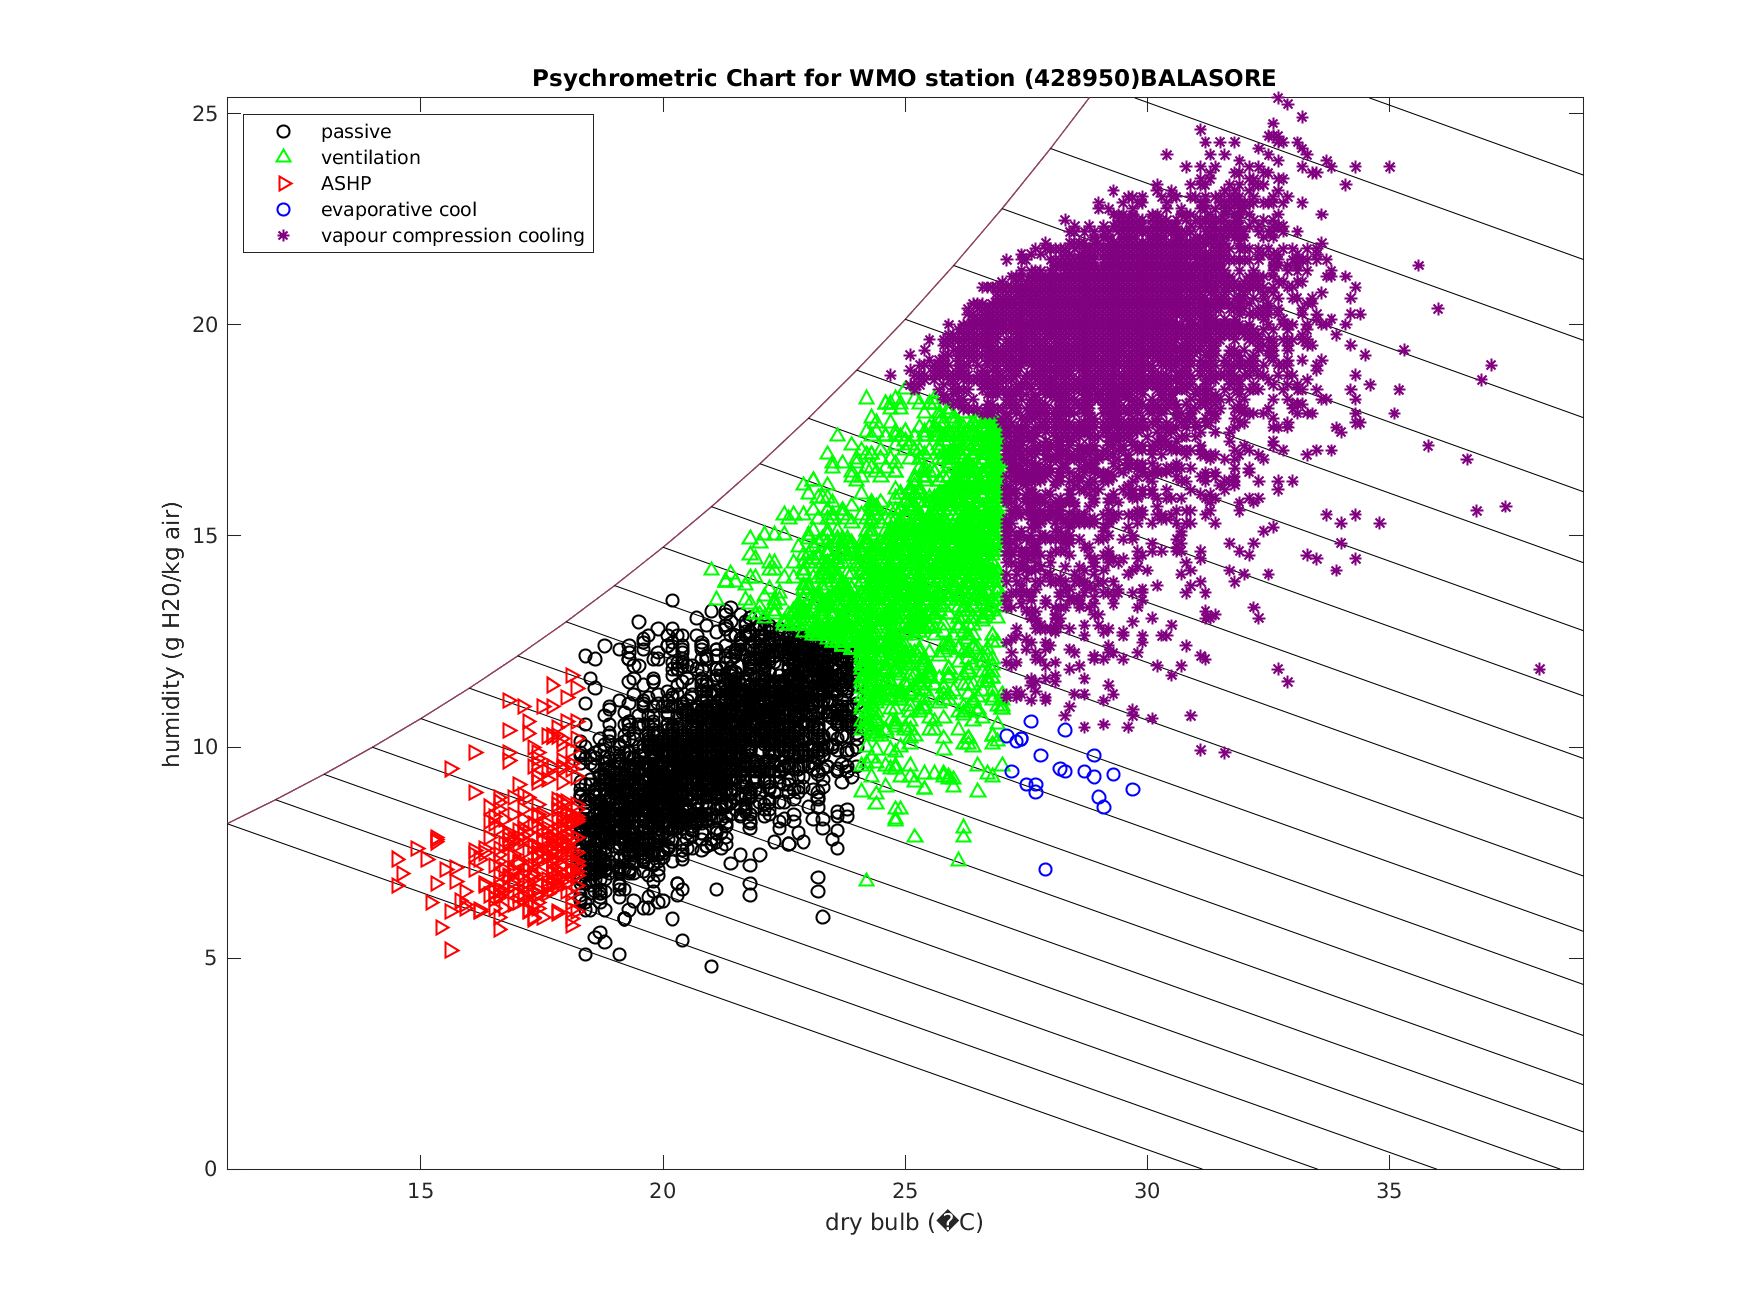 Psychrometric Chart for WMO station (428950)BALASORE
passive
ventilation
ASHP
evaporative cool
vapour compression cooling
humidity (g H20/kg air)
25
20
15
10
5
0
15 20 25 30 35
dry bulb (�C)